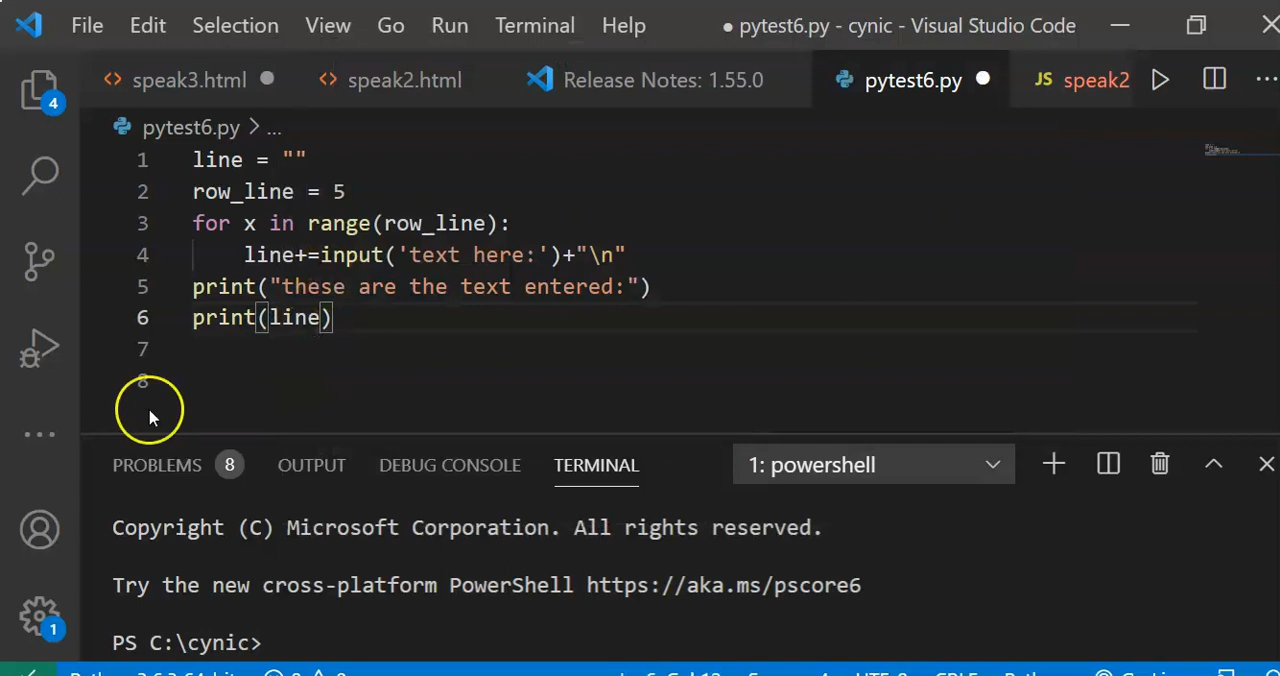 File Edit Selection View Go Run Terminal Help ● pytest6.py - cynic - Visual Studio Code
speak3.html speak2.html Release Notes: 1.55.0 pytest6.py JS speak2
4
pytest6.py > ...
1 line = ""
2 row_line = 5
3 for x in range(row_line):
4 line+=input('text here:')+"\n"
5 print("these are the text entered:")
6 print(line)
7
8
PROBLEMS 8 OUTPUT DEBUG CONSOLE TERMINAL 1: powershell
Copyright (C) Microsoft Corporation. All rights reserved.
Try the new cross-platform PowerShell https://aka.ms/pscore6
1
PS C:\cynic>